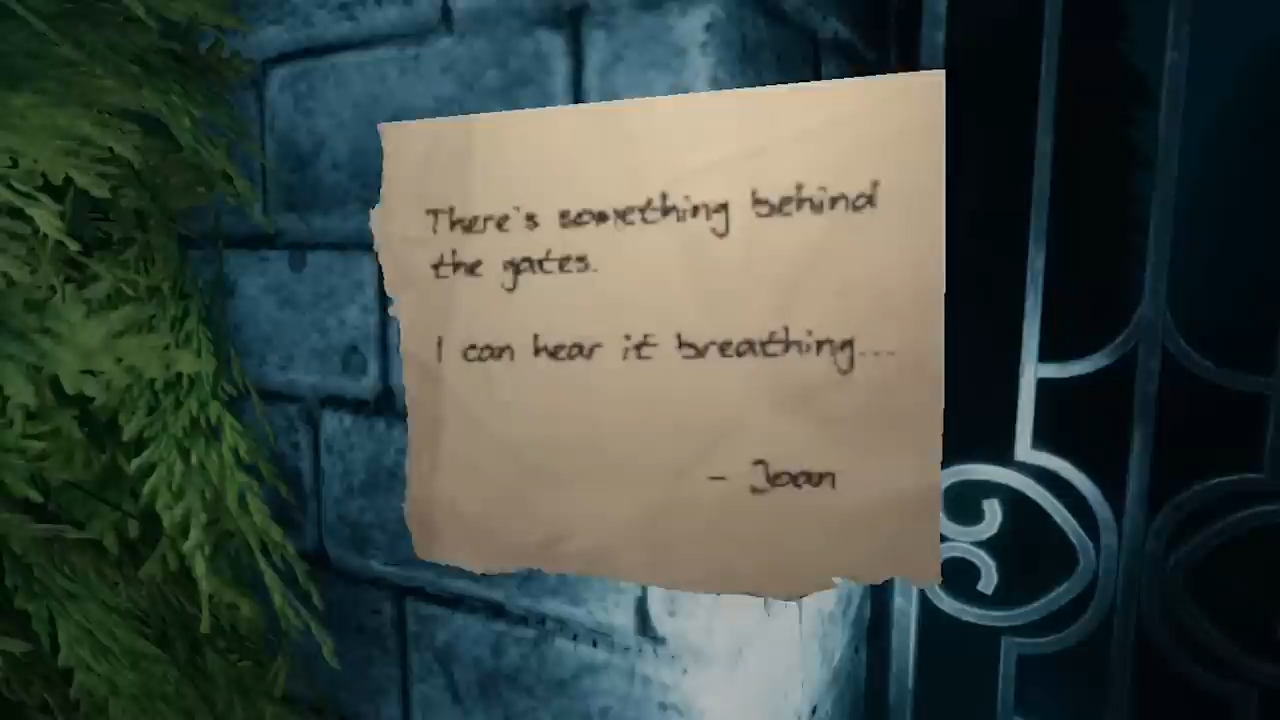 There's something behind
the gates.
I can hear it breathing...
- Joan